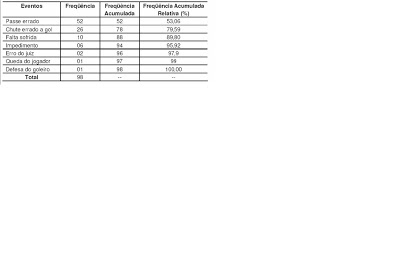 Eventos Freqüência Freqüência Freqüência Acumulada
Acumulada Relativa (%)
Passe errado 52 52 53,06
Chute errado a gol 26 78 79,59
Falta sofrida 10 88 89,80
Impedimento 06 94 95,92
Erro do juiz 02 96 97,9
Queda do jogador 01 97 99
Defesa do goleiro 01 98 100,00
Total 98 -- --